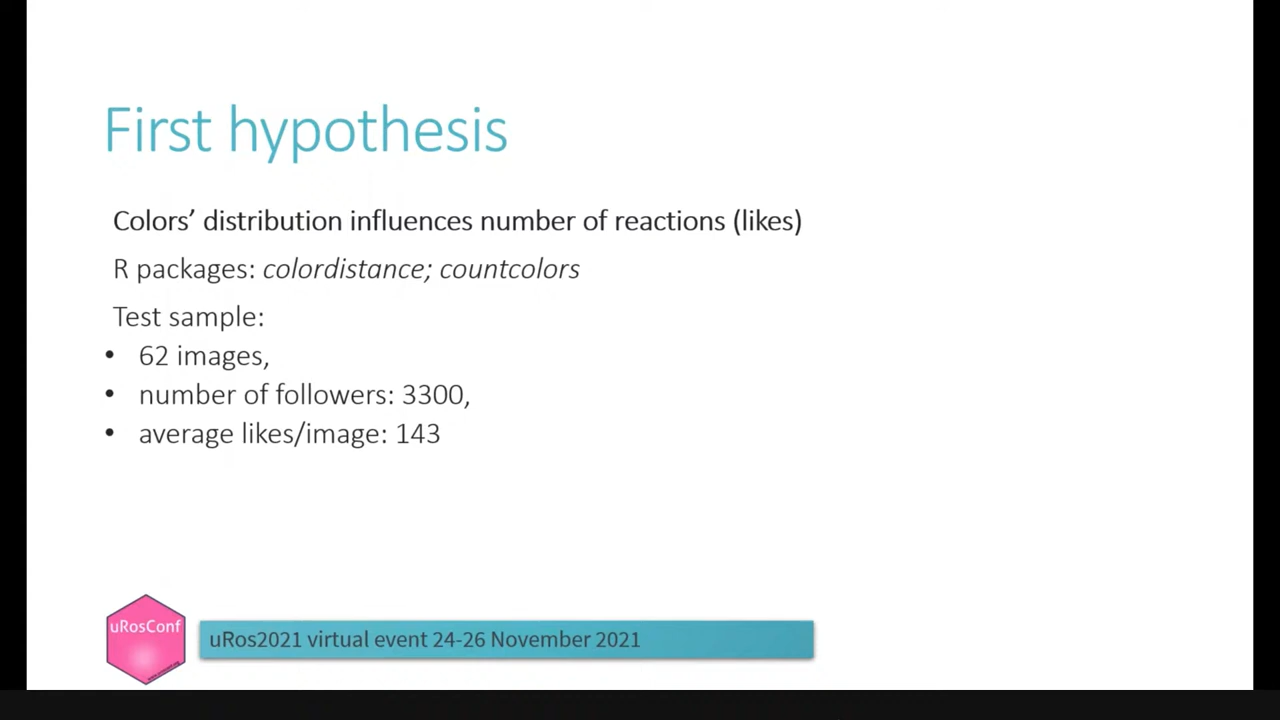 First hypothesis
Colors’ distribution influences number of reactions (likes)
R packages: colordistance; countcolors
Test sample:
• 62 images,
• number of followers: 3300,
• average likes/image: 143
uRosConf
uRos2021 virtual event 24-26 November 2021